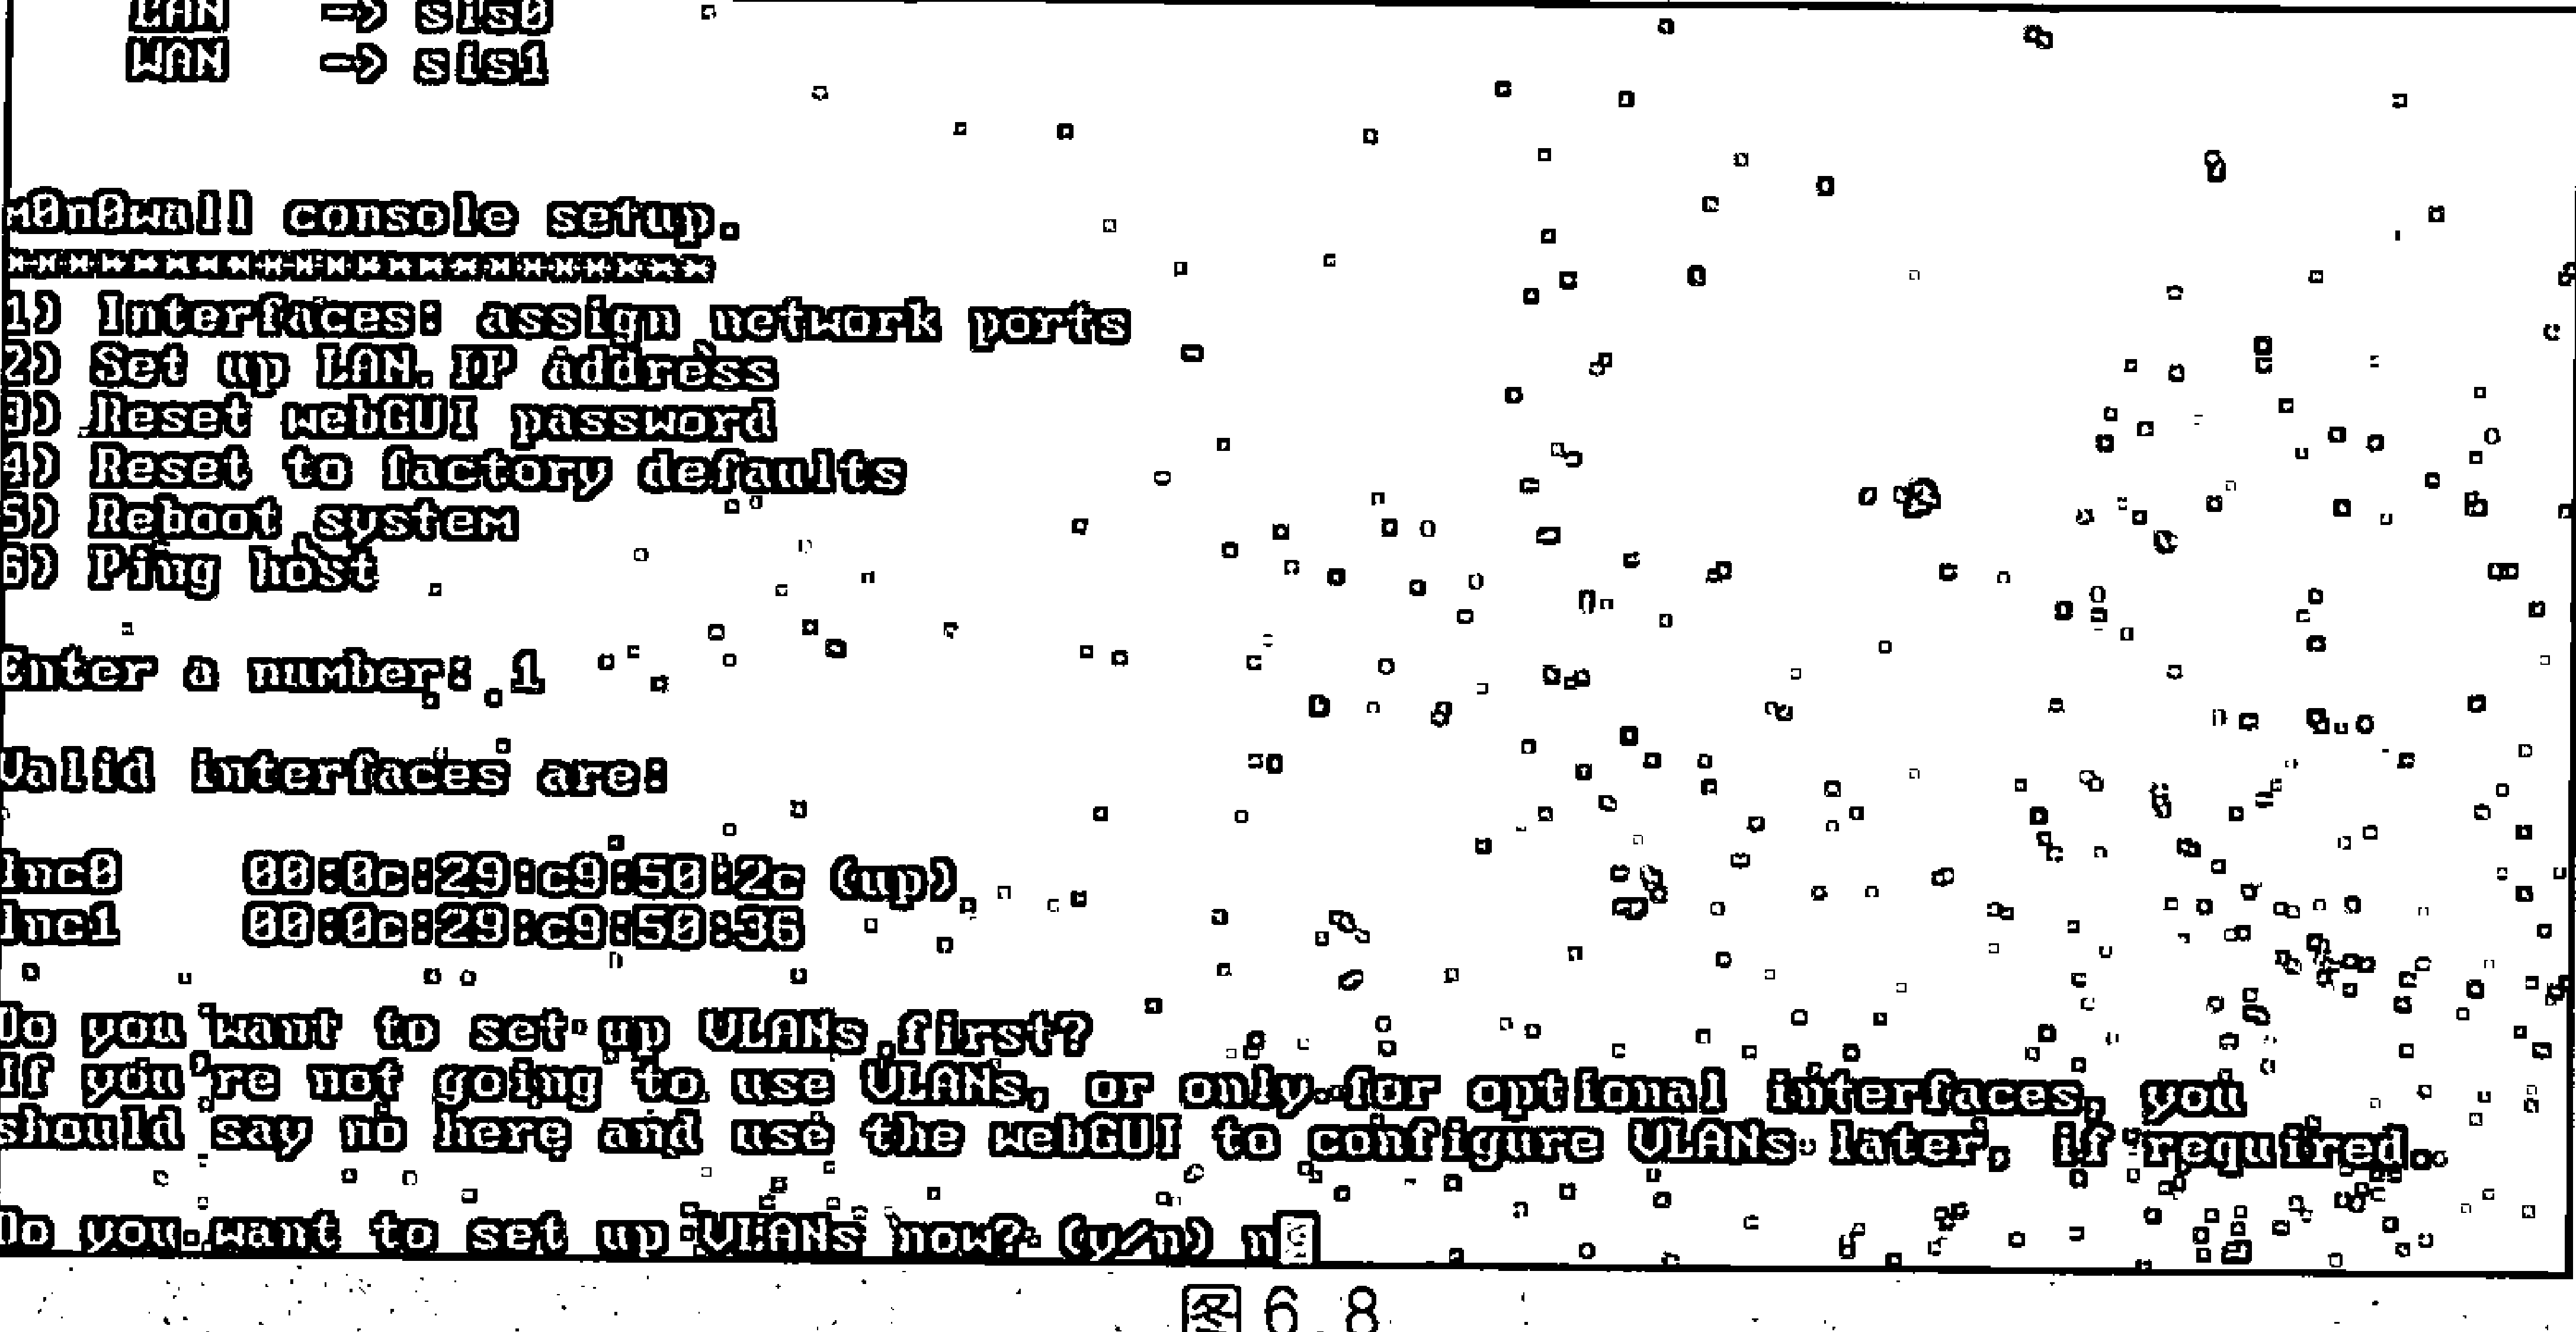 LAN -> sis0
WAN -> sis1
m0n0wall console setup.
**********************
1) Interfaces: assign network ports
2) Set up LAN IP address
3) Reset webGUI password
4) Reset to factory defaults
5) Reboot system
6) Ping host
Enter a number: 1
Valid interfaces are:
lnc0 00:0c:29:c9:50:2c (up)
lnc1 00:0c:29:c9:50:36
Do you want to set up VLANs first?
If you're not going to use VLANs, or only for optional interfaces, you
should say no here and use the webGUI to configure VLANs later, if required.
Do you want to set up VLANs now? (y/n) n
图6.8